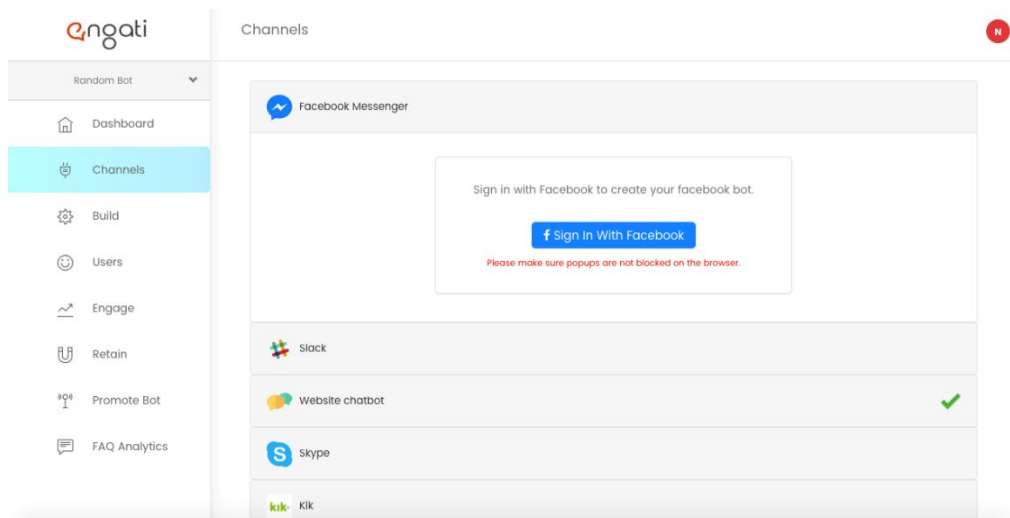 engati
Channels
N
Random Bot
Dashboard
Channels
Build
Users
Engage
Retain
Promote Bot
FAQ Analytics
Facebook Messenger
Sign in with Facebook to create your facebook bot.
f Sign In With Facebook
Please make sure popups are not blocked on the browser.
Slack
Website chatbot
S Skype
kik· Kik